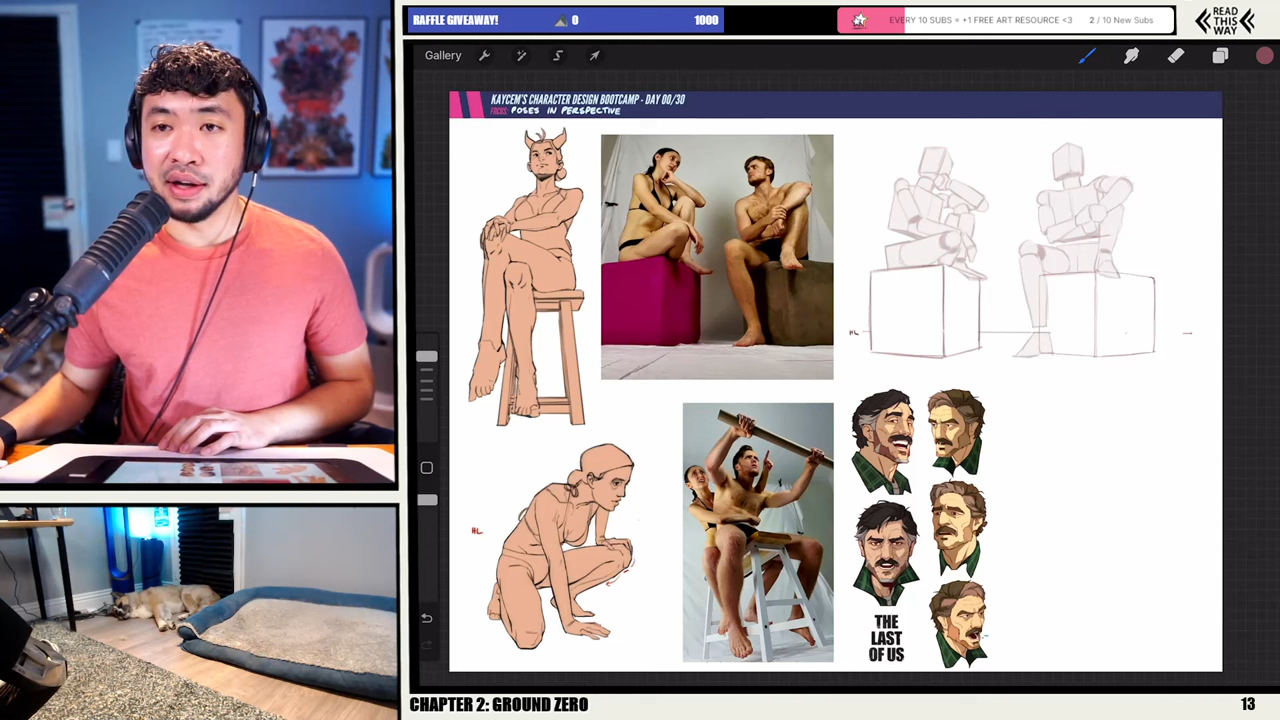 RAFFLE GIVEAWAY! 0 1000
EVERY 10 SUBS = +1 FREE ART RESOURCE <3 2 / 10 New Subs
READ
THIS
WAY
Gallery
KAYCEM'S CHARACTER DESIGN BOOTCAMP - DAY 00/30
FOCUS: POSES IN PERSPECTIVE
HL
HL
THE
LAST
OF US
CHAPTER 2: GROUND ZERO
13